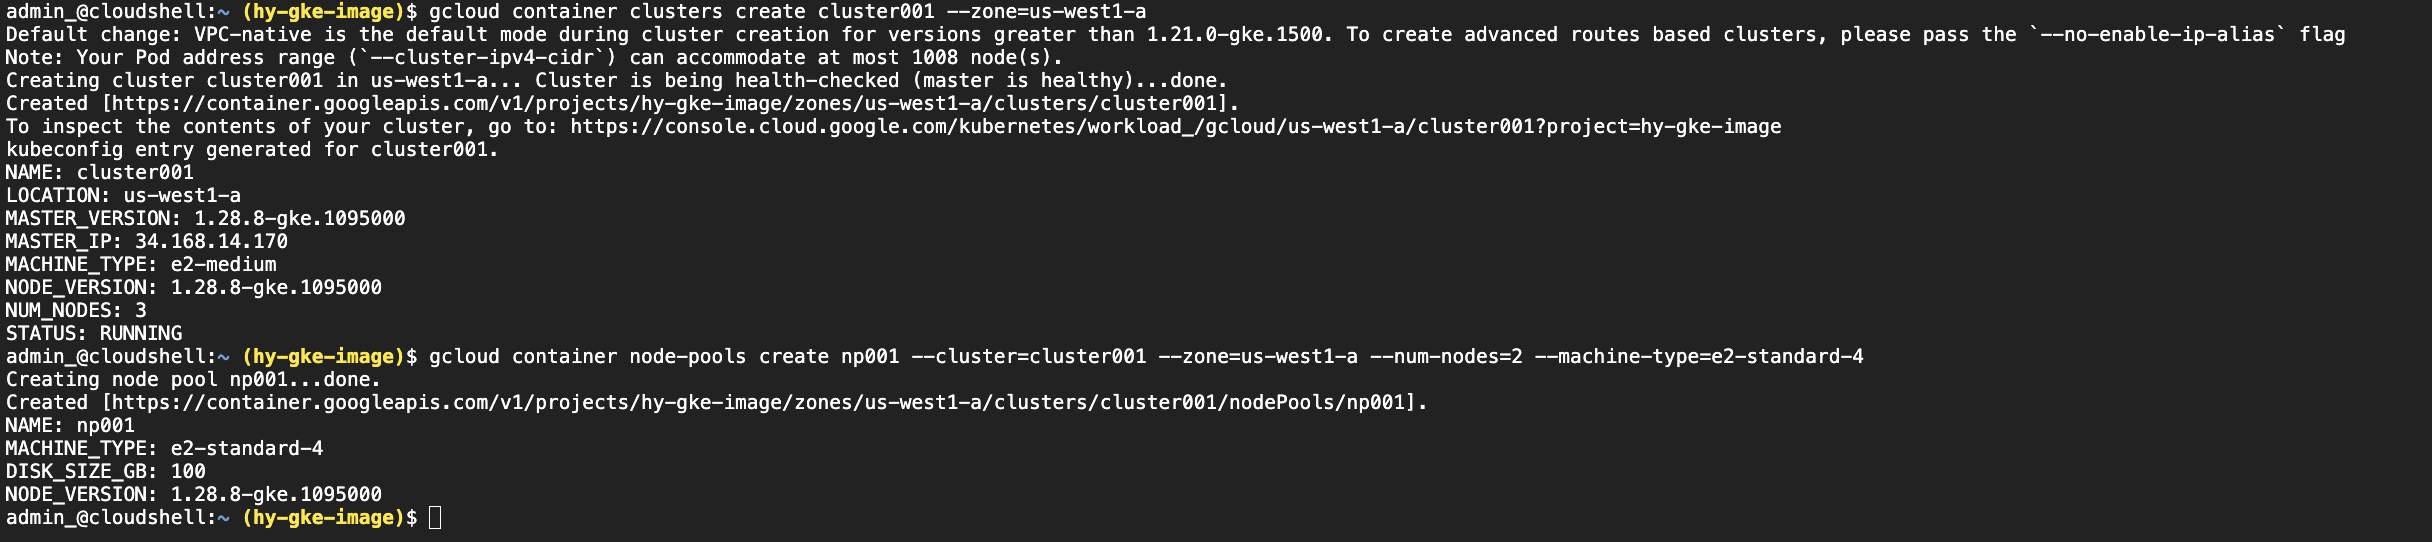 admin_@cloudshell:~ (hy-gke-image)$ gcloud container clusters create cluster001 --zone=us-west1-a
Default change: VPC-native is the default mode during cluster creation for versions greater than 1.21.0-gke.1500. To create advanced routes based clusters, please pass the `--no-enable-ip-alias` flag
Note: Your Pod address range (`--cluster-ipv4-cidr`) can accommodate at most 1008 node(s).
Creating cluster cluster001 in us-west1-a... Cluster is being health-checked (master is healthy)...done.
Created [https://container.googleapis.com/v1/projects/hy-gke-image/zones/us-west1-a/clusters/cluster001].
To inspect the contents of your cluster, go to: https://console.cloud.google.com/kubernetes/workload_/gcloud/us-west1-a/cluster001?project=hy-gke-image
kubeconfig entry generated for cluster001.
NAME: cluster001
LOCATION: us-west1-a
MASTER_VERSION: 1.28.8-gke.1095000
MASTER_IP: 34.168.14.170
MACHINE_TYPE: e2-medium
NODE_VERSION: 1.28.8-gke.1095000
NUM_NODES: 3
STATUS: RUNNING
admin_@cloudshell:~ (hy-gke-image)$ gcloud container node-pools create np001 --cluster=cluster001 --zone=us-west1-a --num-nodes=2 --machine-type=e2-standard-4
Creating node pool np001...done.
Created [https://container.googleapis.com/v1/projects/hy-gke-image/zones/us-west1-a/clusters/cluster001/nodePools/np001].
NAME: np001
MACHINE_TYPE: e2-standard-4
DISK_SIZE_GB: 100
NODE_VERSION: 1.28.8-gke.1095000
admin_@cloudshell:~ (hy-gke-image)$